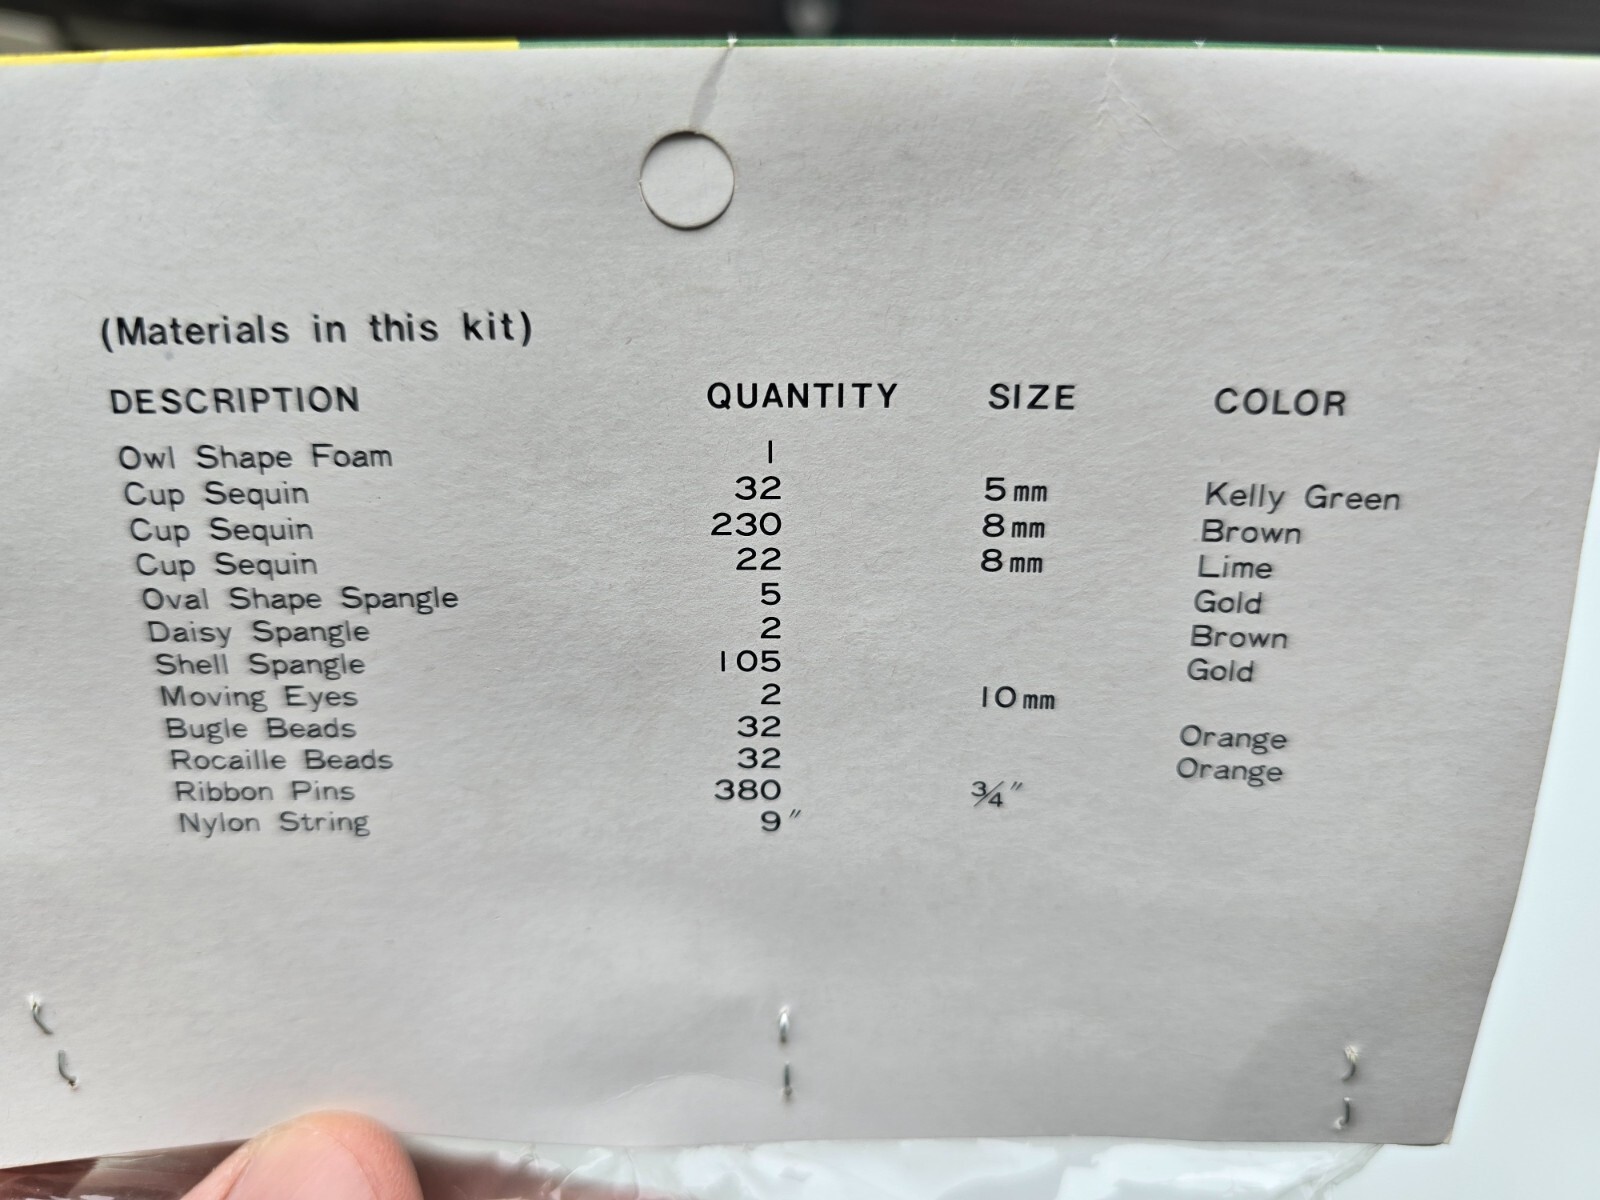 (Materials in this kit)
DESCRIPTION QUANTITY SIZE COLOR
Owl Shape Foam 1
Cup Sequin 32 5mm Kelly Green
Cup Sequin 230 8mm Brown
Cup Sequin 22 8mm Lime
Oval Shape Spangle 5 Gold
Daisy Spangle 2 Brown
Shell Spangle 105 Gold
Moving Eyes 2 10mm
Bugle Beads 32 Orange
Rocaille Beads 32 Orange
Ribbon Pins 380 3/4"
Nylon String 9"